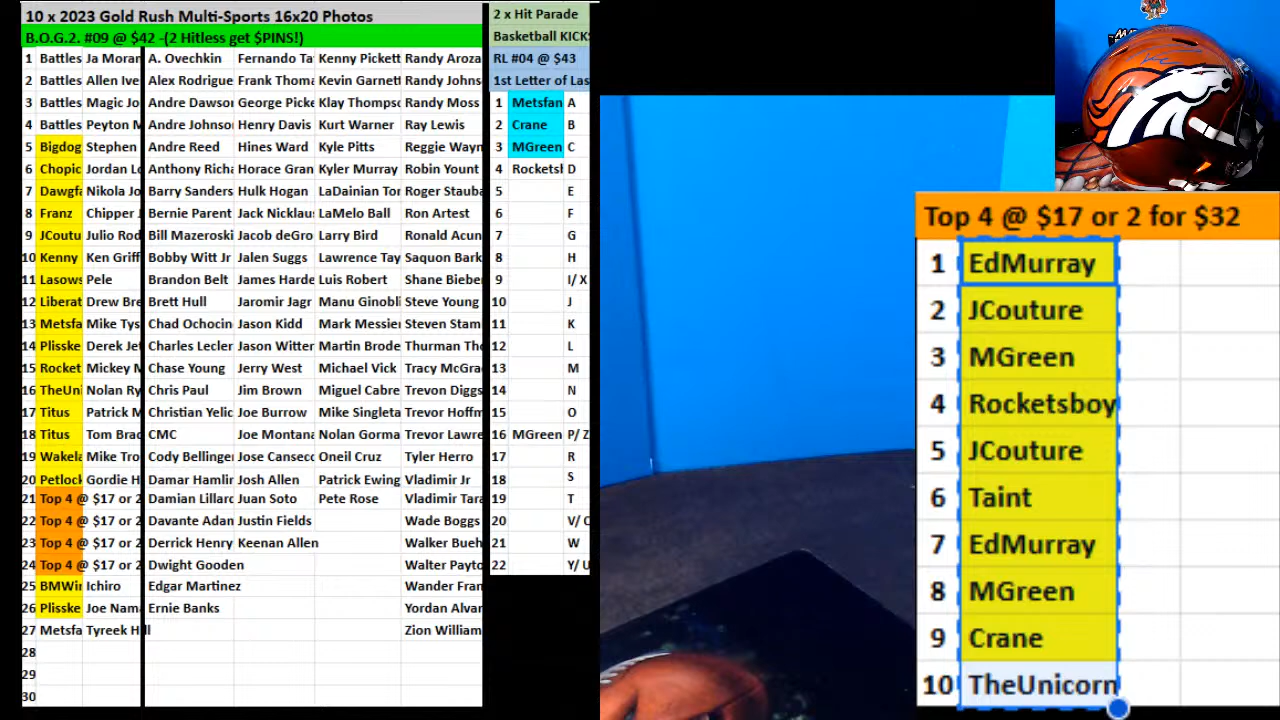 10 x 2023 Gold Rush Multi-Sports 16x20 Photos
B.O.G.2. #09 @ $42 -(2 Hitless get $PINS!)
1 Battles Ja Moran A. Ovechkin Fernando Ta Kenny Pickett Randy Aroza
2 Battles Allen Ive Alex Rodrigue Frank Thoma Kevin Garnett Randy Johns
3 Battles Magic Jo Andre Dawson George Picke Klay Thompso Randy Moss
4 Battles Peyton M Andre Johnson Henry Davis Kurt Warner Ray Lewis
5 Bigdog Stephen Andre Reed Hines Ward Kyle Pitts Reggie Wayn
6 Chopic Jordan Lo Anthony Richa Horace Gran Kyler Murray Robin Yount
7 Dawgfa Nikola Jo Barry Sanders Hulk Hogan LaDainian Tor Roger Stauba
8 Franz Chipper J Bernie Parent Jack Nicklaus LaMelo Ball Ron Artest
9 JCoutu Julio Rod Bill Mazeroski Jacob deGro Larry Bird Ronald Acun
10 Kenny Ken Griff Bobby Witt Jr Jalen Suggs Lawrence Tay Saquon Bark
11 Lasows Pele Brandon Belt James Harde Luis Robert Shane Bieber
12 Liberat Drew Bre Brett Hull Jaromir Jagr Manu Ginobli Steve Young
13 Metsfa Mike Tys Chad Ochocin Jason Kidd Mark Messier Steven Stam
14 Plisske Derek Je Charles Lecler Jason Witten Martin Brode Thurman Tho
15 Rocket Mickey M Chase Young Jerry West Michael Vick Tracy McGra
16 TheUni Nolan Ry Chris Paul Jim Brown Miguel Cabre Trevon Diggs
17 Titus Patrick M Christian Yelic Joe Burrow Mike Singleta Trevor Hoffm
18 Titus Tom Brad CMC Joe Montana Nolan Gorma Trevor Lawre
19 Wakela Mike Tro Cody Bellinger Jose Canseco Oneil Cruz Tyler Herro
20 Petlock Gordie H Damar Hamlin Josh Allen Patrick Ewing Vladimir Jr
21 Top 4 @ $17 or 2 Damian Lillard Juan Soto Pete Rose Vladimir Tara
22 Top 4 @ $17 or 2 Davante Adan Justin Fields Wade Boggs
23 Top 4 @ $17 or 2 Derrick Henry Keenan Allen Walker Bueh
24 Top 4 @ $17 or 2 Dwight Gooden Walter Payto
25 BMWin Ichiro Edgar Martinez Wander Fran
26 Plisske Joe Nama Ernie Banks Yordan Alvar
27 Metsfa Tyreek Hill Zion William
28
29
30
2 x Hit Parade
Basketball KICKS
RL #04 @ $43
1st Letter of Las
1 Metsfan A
2 Crane B
3 MGreen C
4 Rocketsb D
5 E
6 F
7 G
8 H
9 I/ X
10 J
11 K
12 L
13 M
14 N
15 O
16 MGreen P/ Z
17 R
18 S
19 T
20 V/
21 W
22 Y/ U
Top 4 @ $17 or 2 for $32
1 EdMurray
2 JCouture
3 MGreen
4 Rocketsboy
5 JCouture
6 Taint
7 EdMurray
8 MGreen
9 Crane
10 TheUnicorn